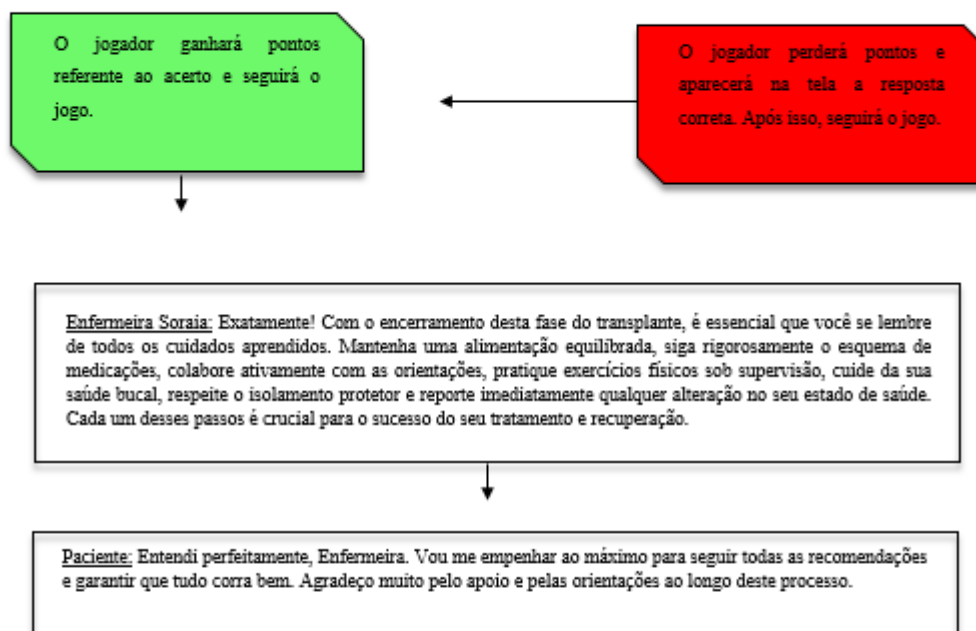 O jogador ganhará pontos
referente ao acerto e seguirá o
jogo.
O jogador perderá pontos e
aparecerá na tela a resposta
correta. Após isso, seguirá o jogo.
Enfermeira Soraia: Exatamente! Com o encerramento desta fase do transplante, é essencial que você se lembre
de todos os cuidados aprendidos. Mantenha uma alimentação equilibrada, siga rigorosamente o esquema de
medicações, colabore ativamente com as orientações, pratique exercícios físicos sob supervisão, cuide da sua
saúde bucal, respeite o isolamento protetor e reporte imediatamente qualquer alteração no seu estado de saúde.
Cada um desses passos é crucial para o sucesso do seu tratamento e recuperação.
Paciente: Entendi perfeitamente, Enfermeira. Vou me empenhar ao máximo para seguir todas as recomendações
e garantir que tudo corra bem. Agradeço muito pelo apoio e pelas orientações ao longo deste processo.